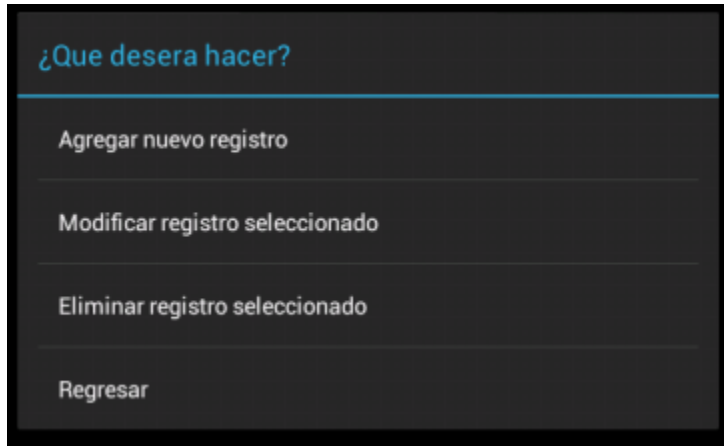 ¿Que desera hacer?
Agregar nuevo registro
Modificar registro seleccionado
Eliminar registro seleccionado
Regresar